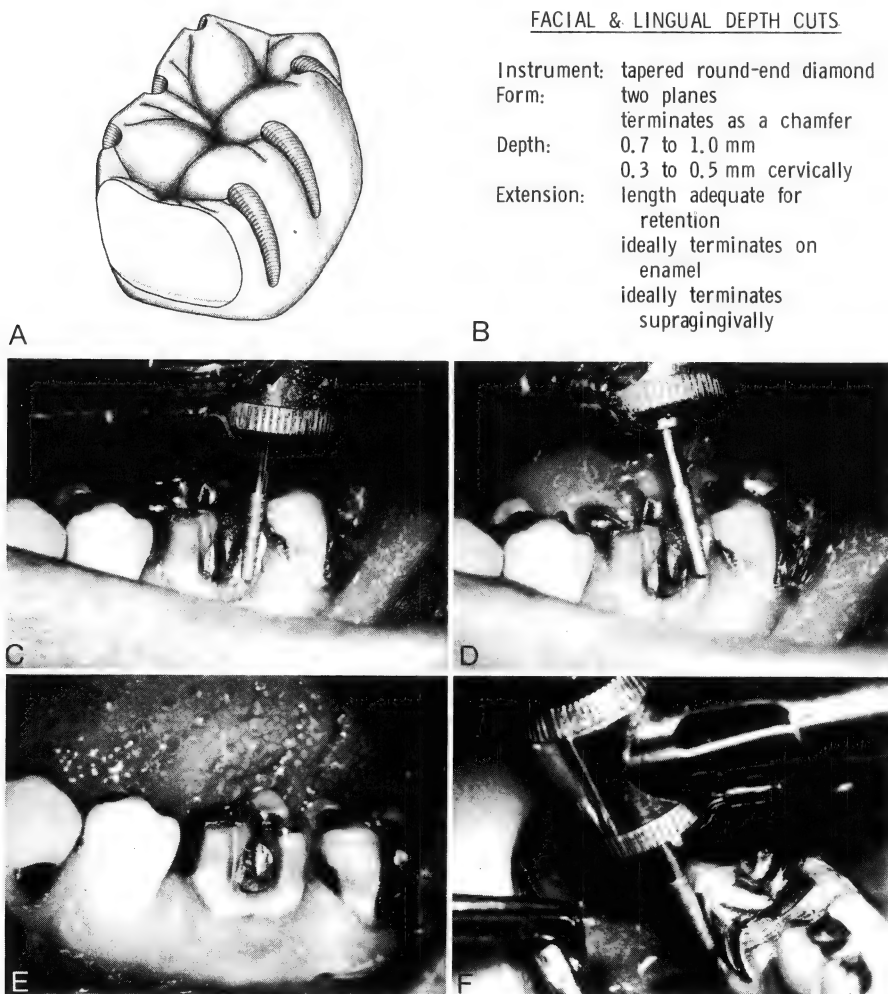 A
FACIAL & LINGUAL DEPTH CUTS
Instrument: tapered round-end diamond
Form: two planes
terminates as a chamfer
Depth: 0.7 to 1.0 mm
0.3 to 0.5 mm cervically
Extension: length adequate for
retention
ideally terminates on
enamel
ideally terminates
supragingivally
B
C
D
E
F